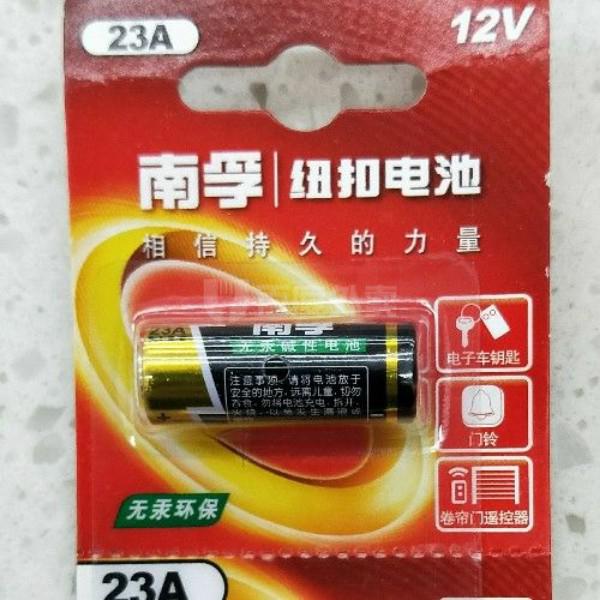 23A
12V
南孚 纽扣电池
相信持久的力量
23A
南孚
无汞碱性电池
注意事项：请将电池放于
安全的地方，远离儿童，切勿
勿将电池充电，拆开，
电子车钥匙
门铃
卷帘门遥控器
无汞环保
23A